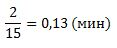 2/15 = 0,13 (мин)